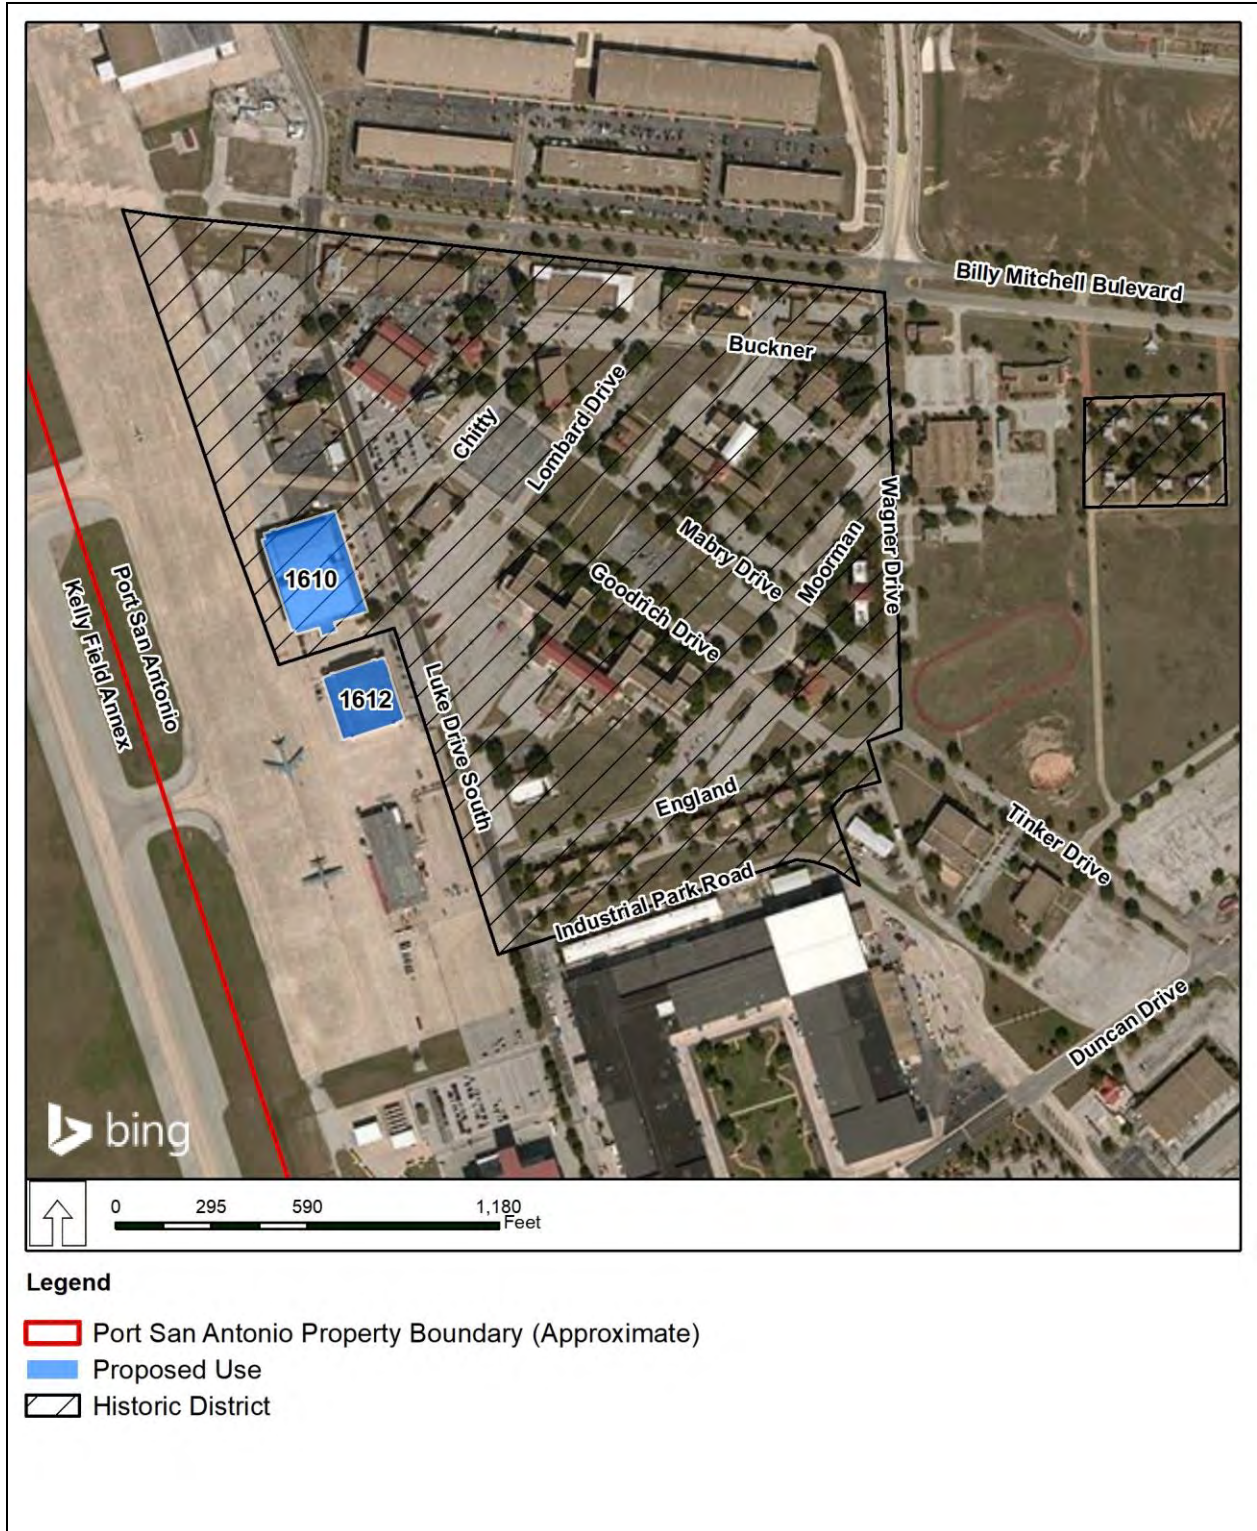 Billy Mitchell Bulevard
Buckner
Chitty
Lombard Drive
Wagner Drive
Mabry Drive
Moorman
Goodrich Drive
1610
Port San Antonio
Kelly Field Annex
1612
Luke Drive South
England
Tinker Drive
Industrial Park Road
Duncan Drive
bing
0 295 590 1,180
Feet
Legend
Port San Antonio Property Boundary (Approximate)
Proposed Use
Historic District